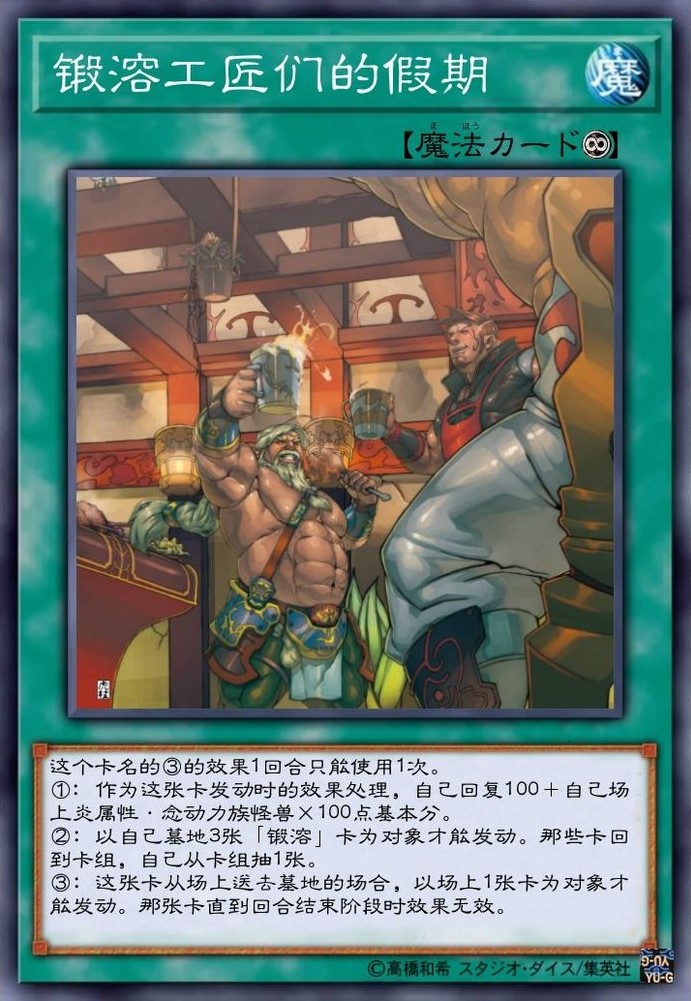 锻溶工匠们的假期
魔
【魔法カード∞】
ま ほう
这个卡名的③的效果1回合只能使用1次。
①：作为这张卡发动时的效果处理，自己回复100＋自己场
上炎属性·念动力族怪兽×100点基本分。
②：以自己墓地3张「锻溶」卡为对象才能发动。那些卡回
到卡组，自己从卡组抽1张。
③：这张卡从场上送去墓地的场合，以场上1张卡为对象才
能发动。那张卡直到回合结束阶段时效果无效。
©高橋和希 スタジオ・ダイス/集英社